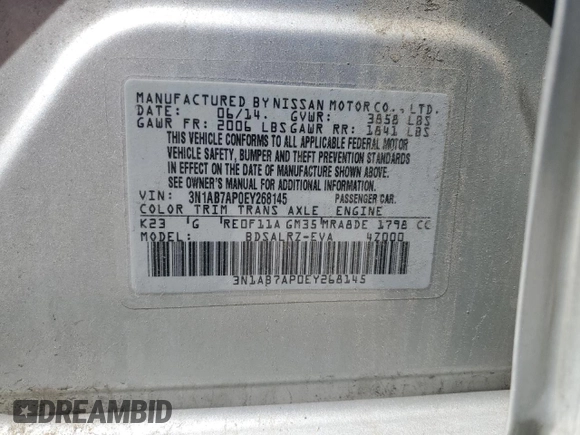 MANUFACTURED BY NISSAN MOTOR CO., LTD.
DATE: 06/14. GVWR: 3858 LBS
GAWR FR: 2006 LBS GAWR RR: 1841 LBS
THIS VEHICLE CONFORMS TO ALL APPLICABLE FEDERAL MOTOR
VEHICLE SAFETY, BUMPER AND THEFT PREVENTION STANDARDS
IN EFFECT ON THE DATE OF MANUFACTURE SHOWN ABOVE.
SEE OWNER'S MANUAL FOR ADDITIONAL INFORMATION.
VIN: 3N1AB7AP0EY268145 PASSENGER CAR.
COLOR TRIM TRANS AXLE ENGINE
K23 'G 'RE0F11A GM35 MRA8DE 1798 CC
MODEL: BDSALRZ-EVA 4Z000
3N1AB7AP0EY268145
DREAMBID